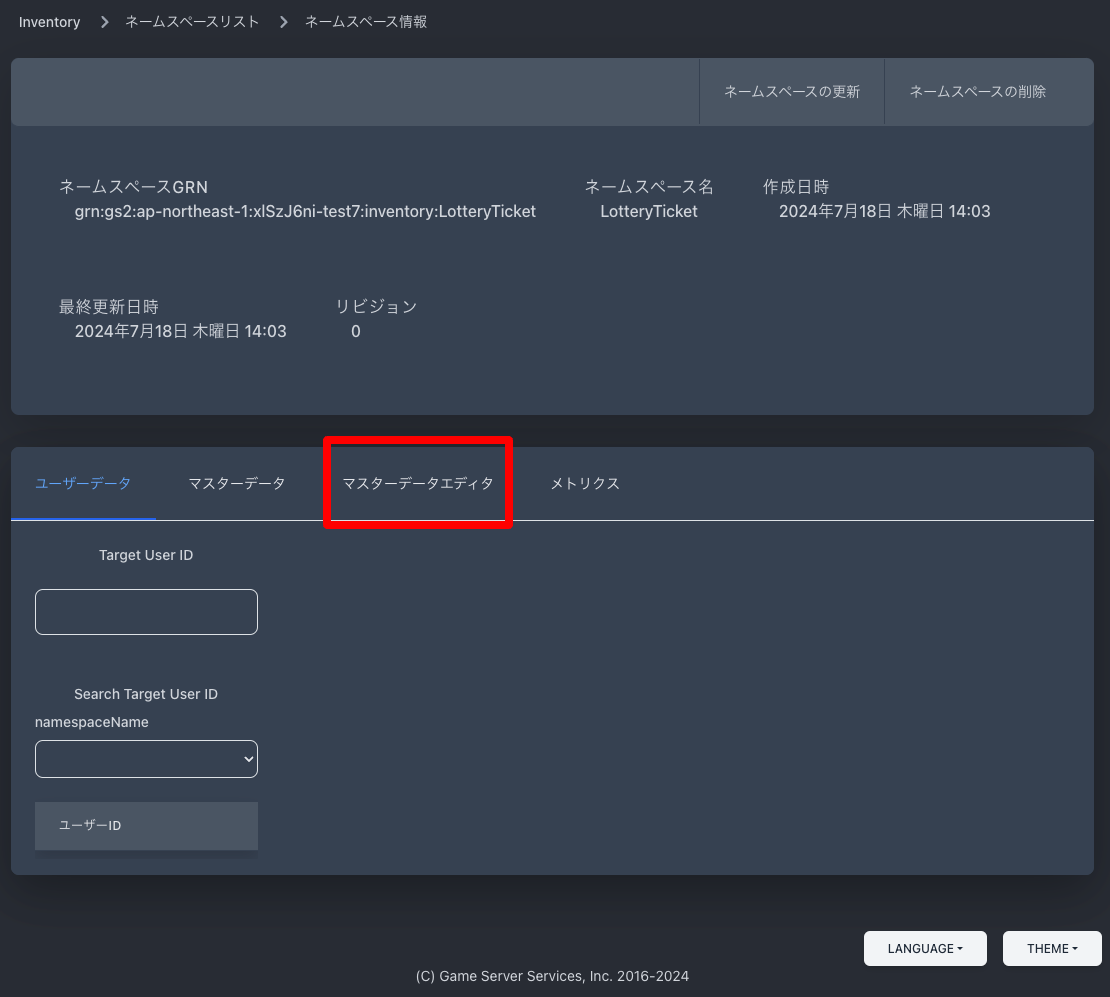 Inventory > ネームスペースリスト > ネームスペース情報
ネームスペースの更新 ネームスペースの削除
ネームスペースGRN ネームスペース名 作成日時
grn:gs2:ap-northeast-1:xlSzJ6ni-test7:inventory:LotteryTicket LotteryTicket 2024年7月18日 木曜日 14:03
最終更新日時 リビジョン
2024年7月18日 木曜日 14:03 0
ユーザーデータ マスターデータ マスターデータエディタ メトリクス
Target User ID
Search Target User ID
namespaceName
ユーザーID
LANGUAGE THEME
(C) Game Server Services, Inc. 2016-2024